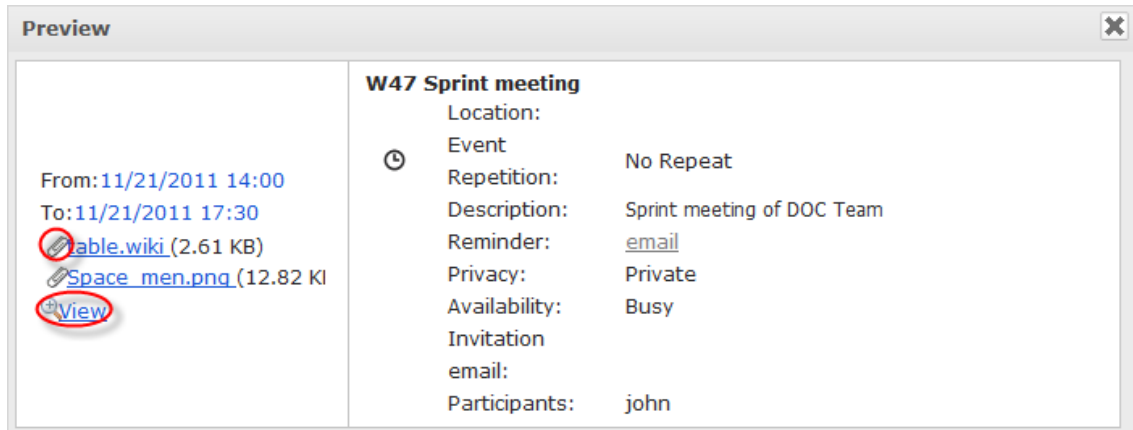 Preview
From:11/21/2011 14:00
To:11/21/2011 17:30
table.wiki (2.61 KB)
Space_men.png (12.82 KI
View
W47 Sprint meeting
Location:
Event
Repetition:
No Repeat
Description: Sprint meeting of DOC Team
Reminder: email
Privacy: Private
Availability: Busy
Invitation
email:
Participants: john